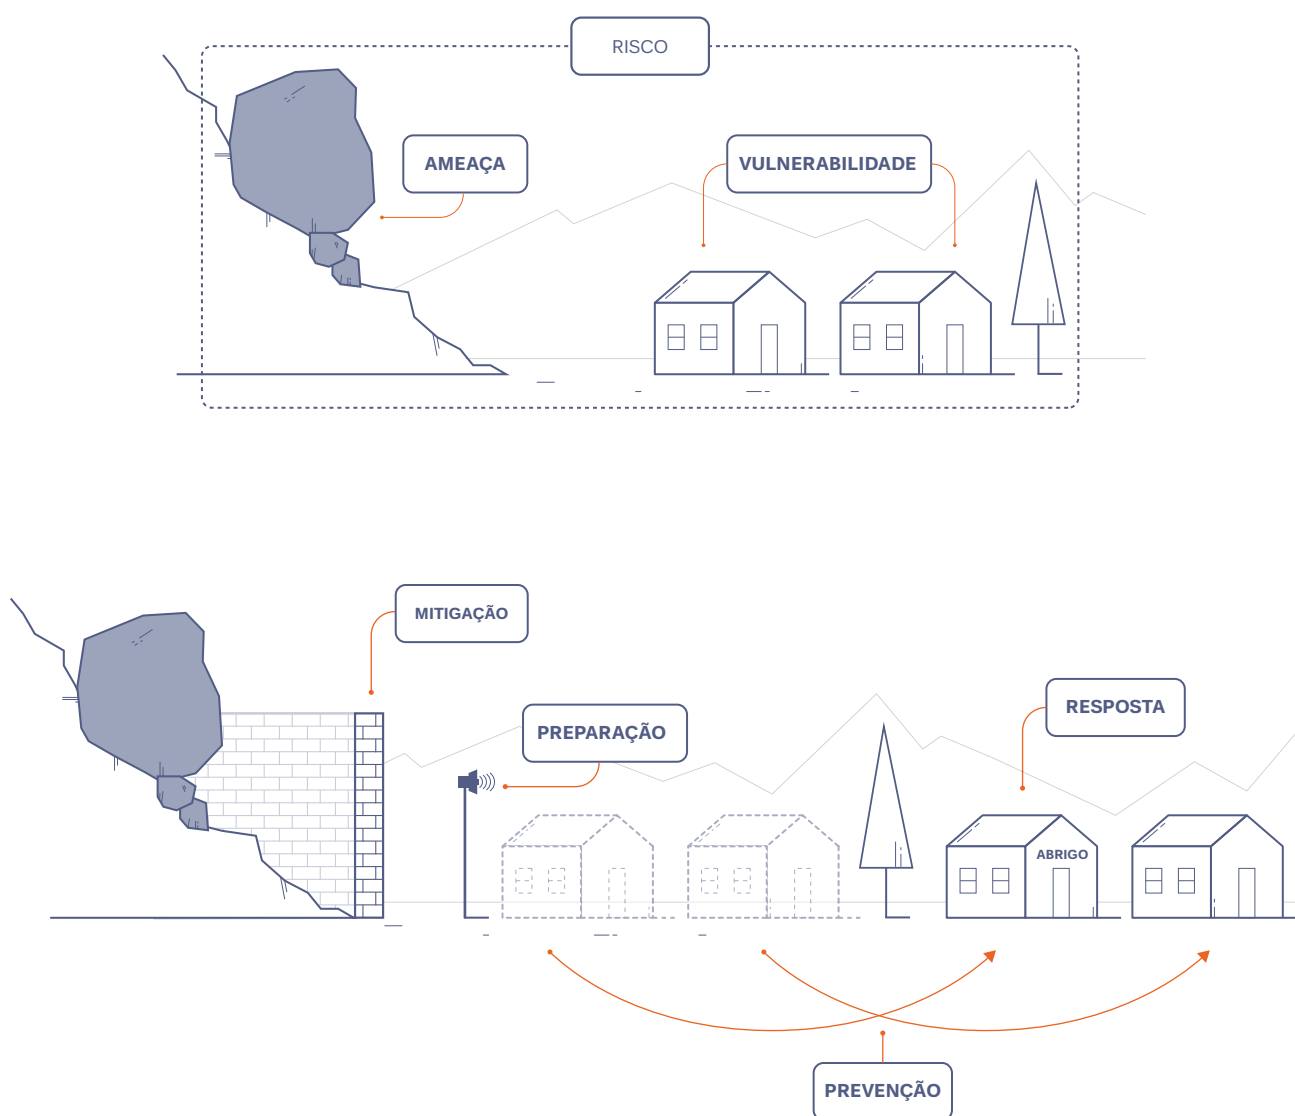 RISCO
AMEAÇA
VULNERABILIDADE
MITIGAÇÃO
PREPARAÇÃO
RESPOSTA
ABRIGO
PREVENÇÃO